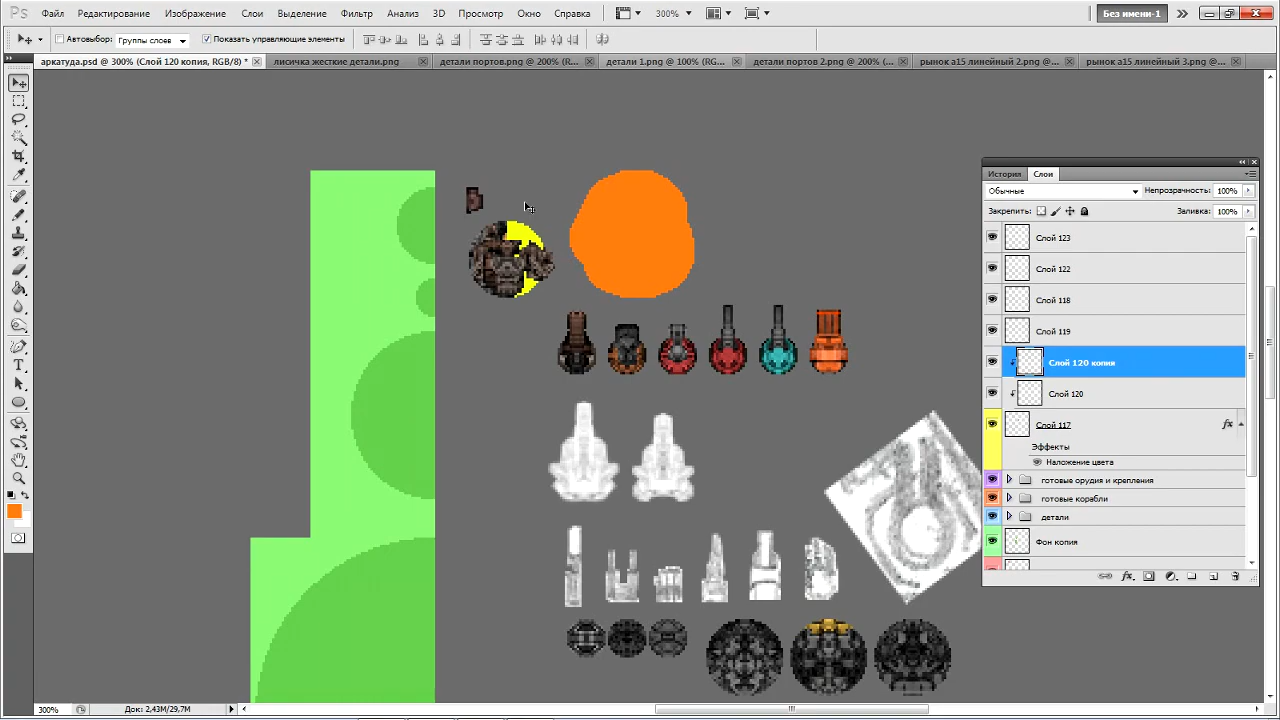 Ps Файл Редактирование Изображение Слои Выделение Фильтр Анализ 3D Просмотр Окно Справка 300% Без имени-1
Автовыбор: Группы слоев Показать управляющие элементы
аркатуда.psd @ 300% (Слой 120 копия, RGB/8) * лисичка жесткие детали.png детали портов.png @ 200% (R... детали 1.png @ 100% (RG... детали портов 2.png @ 200% (... рынок а15 линейный 2.png @... рынок а15 линейный 3.png @...
История Слои
Обычные Непрозрачность: 100%
Закрепить: Заливка: 100%
Слой 123
Слой 122
Слой 118
Слой 119
Слой 120 копия
Слой 120
Слой 117 fx
Эффекты
Наложение цвета
готовые орудия и крепления
готовые корабли
детали
Фон копия
fx
300% Док: 2,43M/29,7M